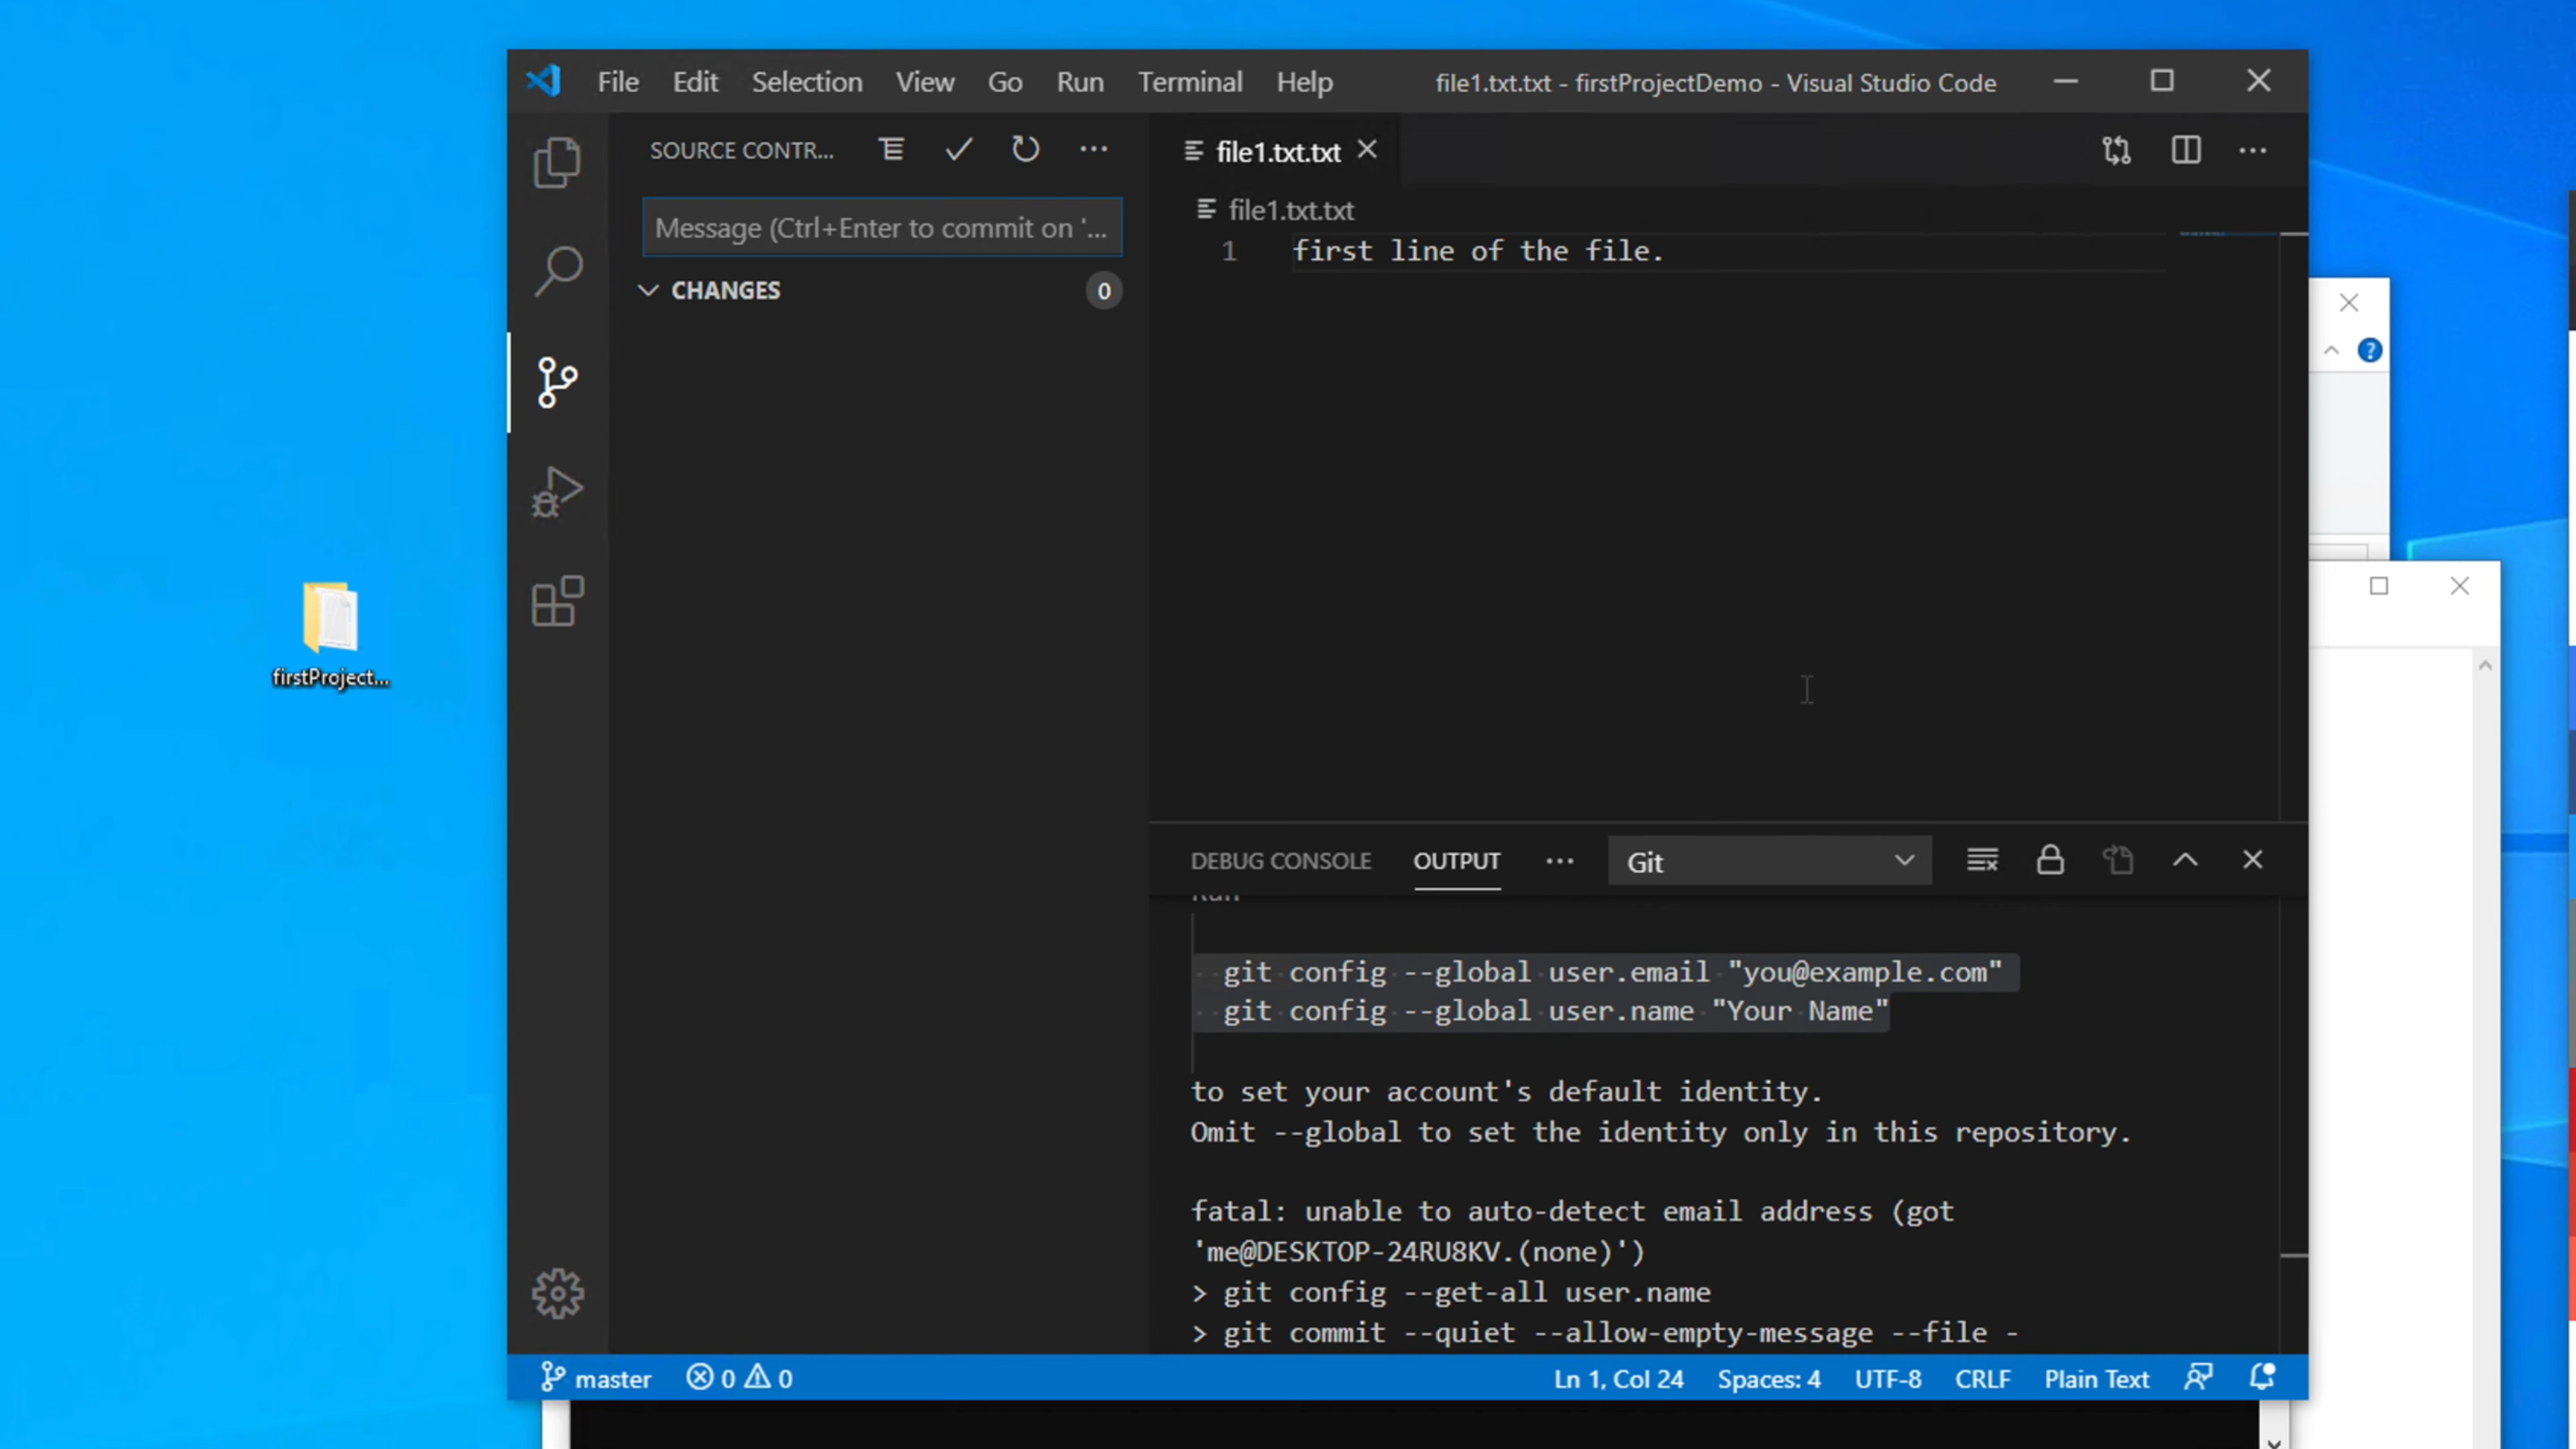 File Edit Selection View Go Run Terminal Help
file1.txt.txt - firstProjectDemo - Visual Studio Code
SOURCE CONTR...
file1.txt.txt
Message (Ctrl+Enter to commit on '...
file1.txt.txt
CHANGES
0
1 first line of the file.
firstProject...
DEBUG CONSOLE OUTPUT Git
Run
git config --global user.email "you@example.com"
git config --global user.name "Your Name"
to set your account's default identity.
Omit --global to set the identity only in this repository.
fatal: unable to auto-detect email address (got
'me@DESKTOP-24RU8KV.(none)')
> git config --get-all user.name
> git commit --quiet --allow-empty-message --file -
master 0 0 Ln 1, Col 24 Spaces: 4 UTF-8 CRLF Plain Text